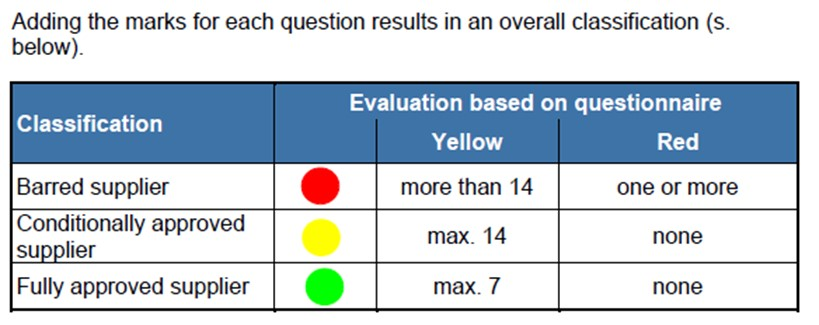 Adding the marks for each question results in an overall classification (s.
below).
Classification
Evaluation based on questionnaire
Yellow
Red
Barred supplier
more than 14
one or more
Conditionally approved
supplier
max. 14
none
Fully approved supplier
max. 7
none